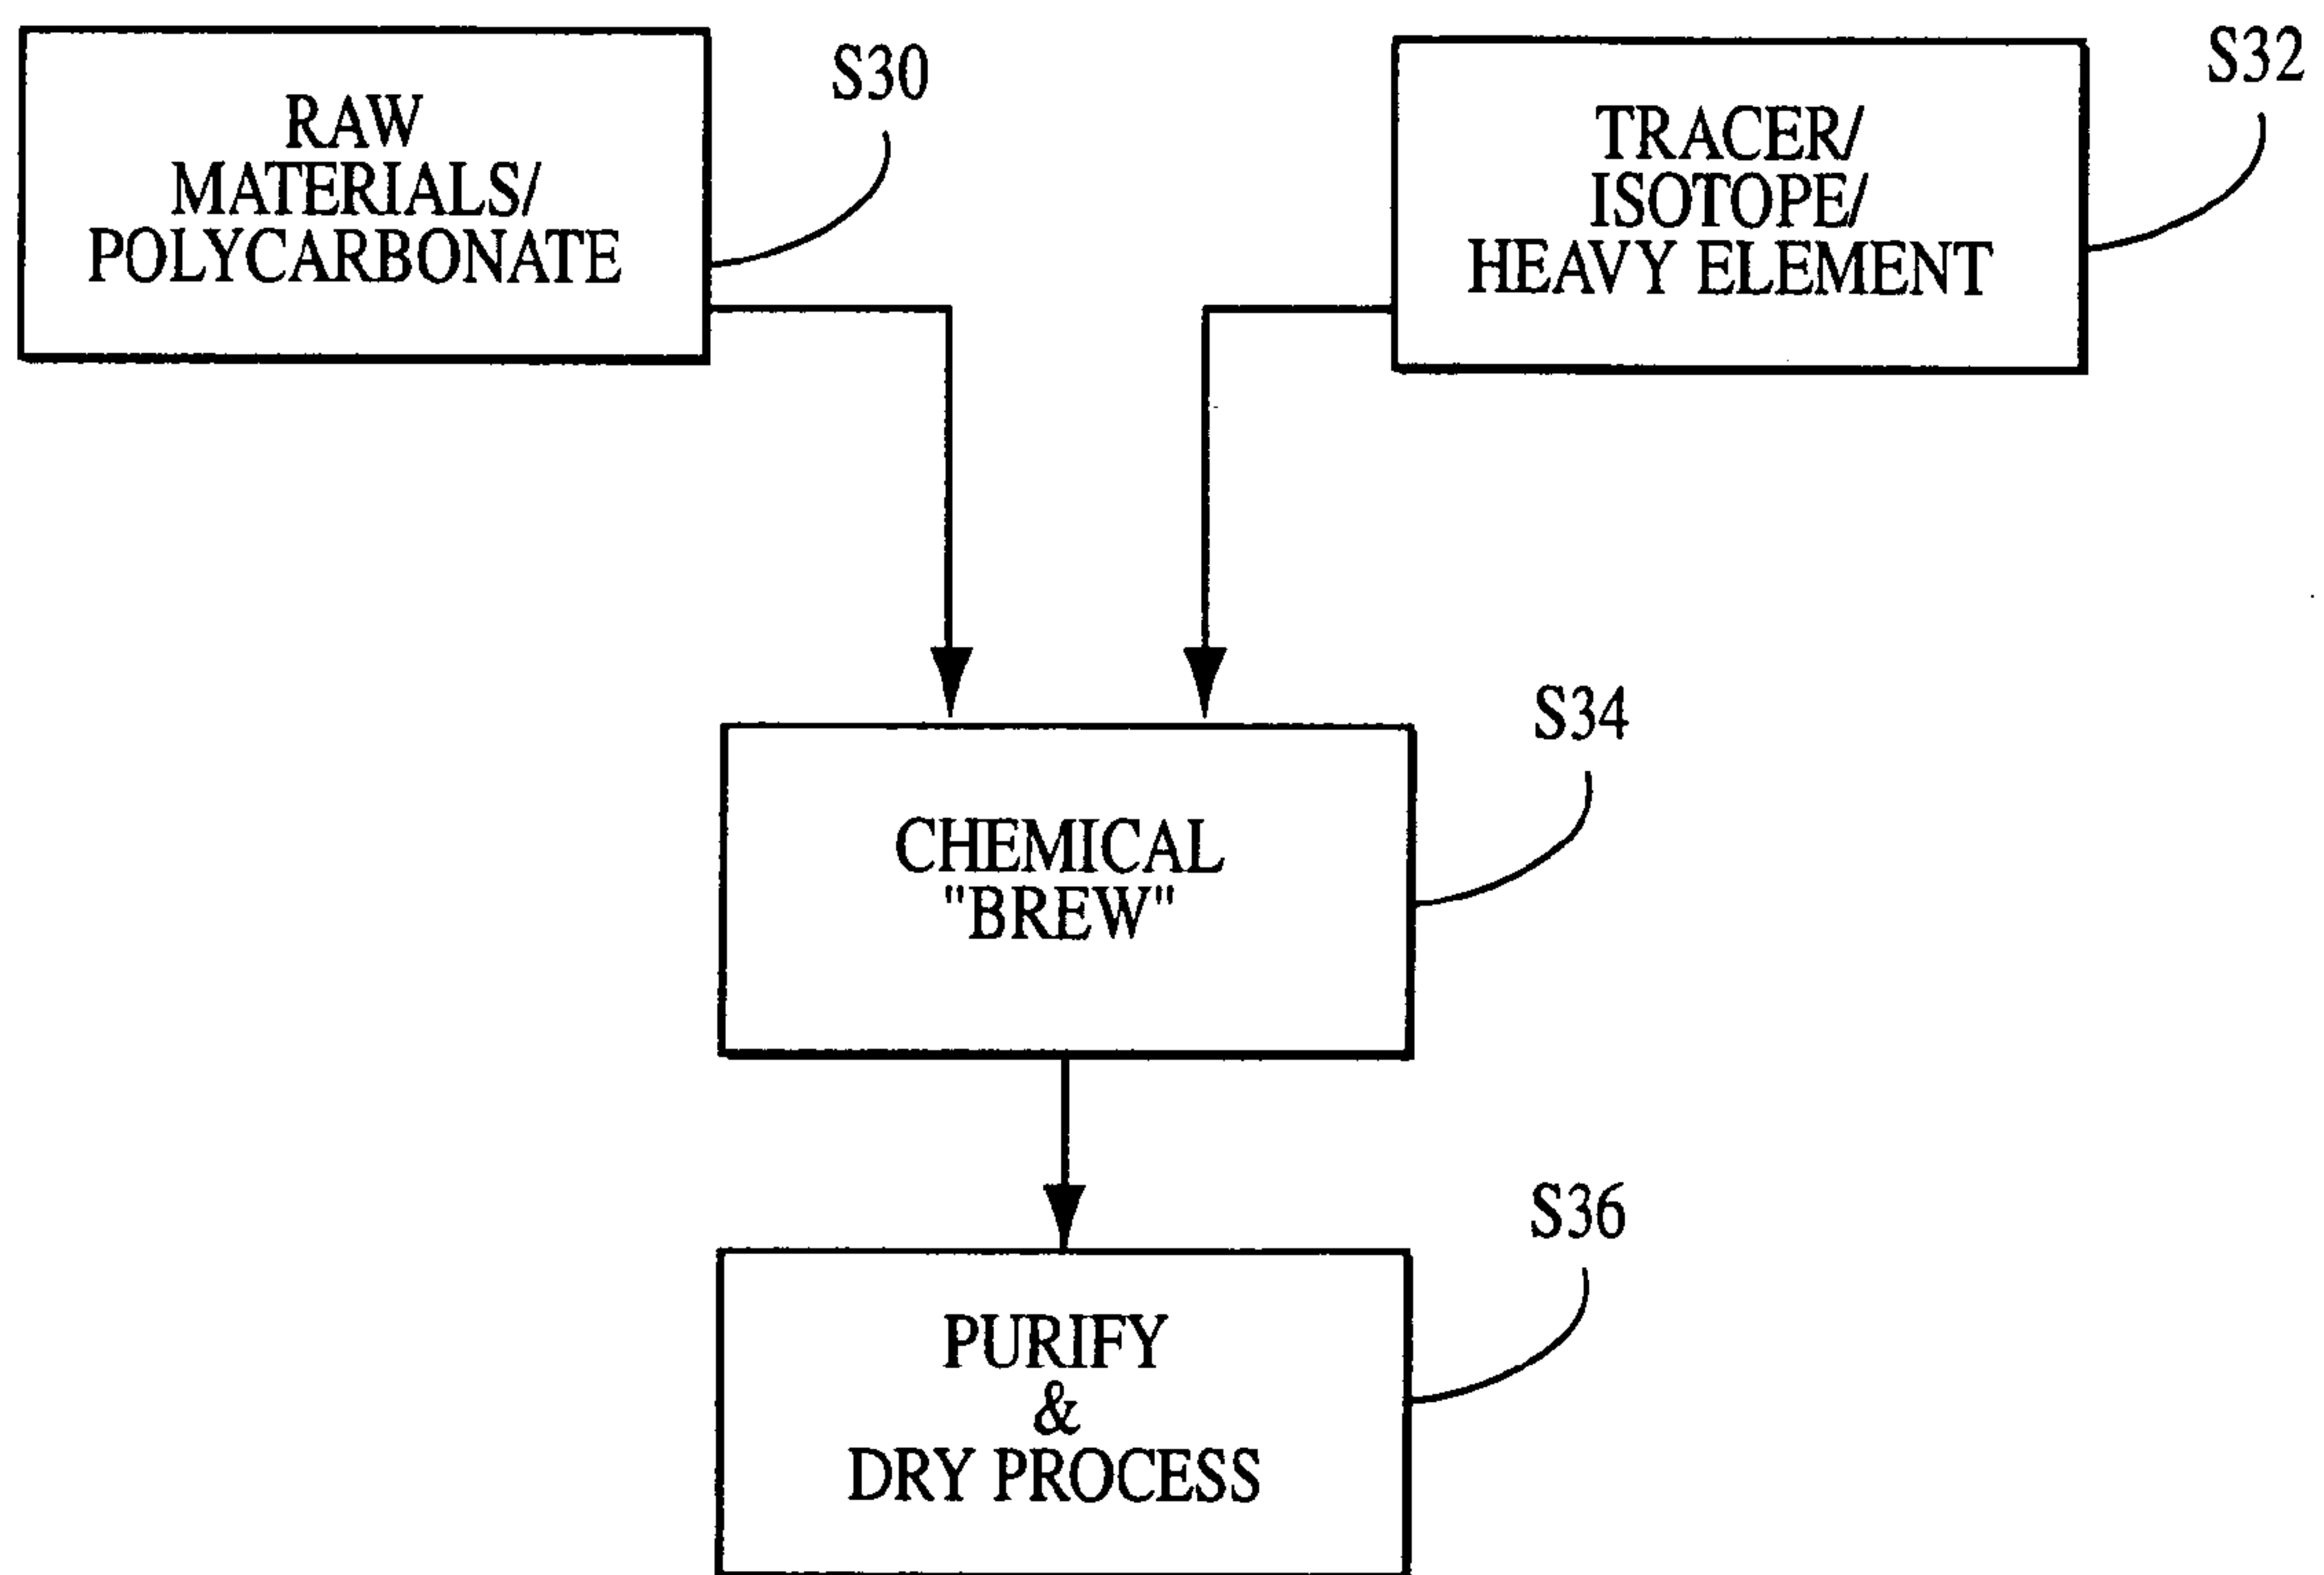 RAW
MATERIALS/
POLYCARBONATE
S30
TRACER/
ISOTOPE/
HEAVY ELEMENT
S32
CHEMICAL
"BREW"
S34
PURIFY
&
DRY PROCESS
S36